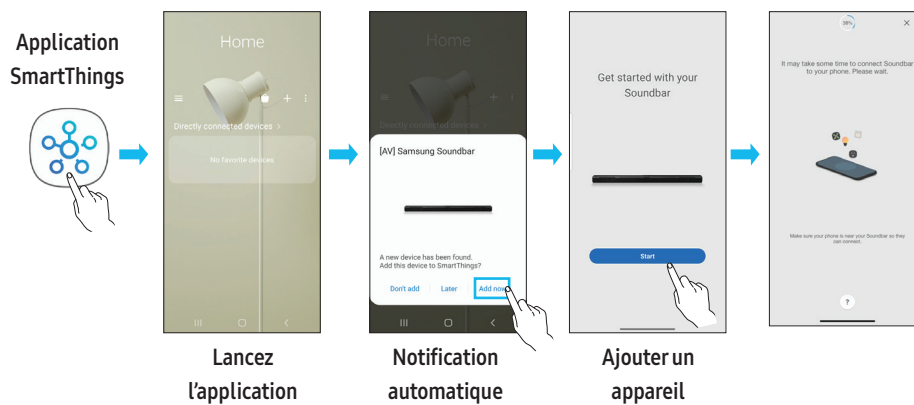 Application
SmartThings
Home
Directly connected devices >
No favorite devices
Lancez
l'application
Home
Directly connected devices >
[AV] Samsung Soundbar
A new device has been found.
Add this device to SmartThings?
Don't add
Later
Add now
Notification
automatique
Get started with your
Soundbar
Start
Ajouter un
appareil
38%
It may take some time to connect Soundbar
to your phone. Please wait.
Make sure your phone is near your Soundbar so they
can connect.
?